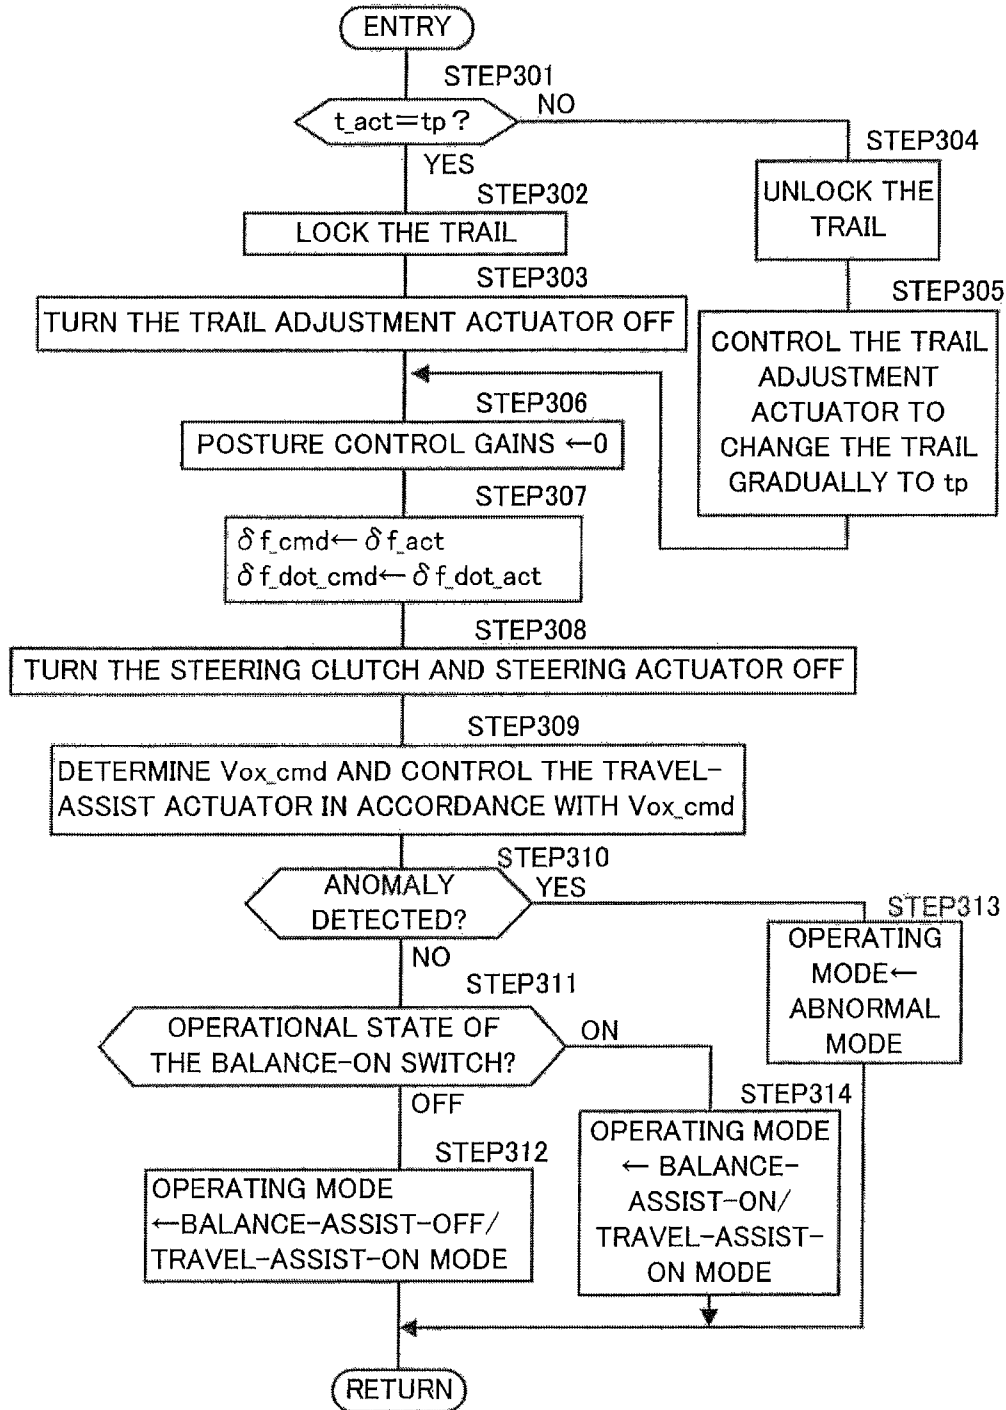 ENTRY
STEP301
t_act=tp ?
NO
YES
STEP304
UNLOCK THE
TRAIL
STEP302
LOCK THE TRAIL
STEP303
TURN THE TRAIL ADJUSTMENT ACTUATOR OFF
STEP305
CONTROL THE TRAIL
ADJUSTMENT
ACTUATOR TO
CHANGE THE TRAIL
GRADUALLY TO tp
STEP306
POSTURE CONTROL GAINS ←0
STEP307
δf_cmd← δf_act
δf_dot_cmd← δf_dot_act
STEP308
TURN THE STEERING CLUTCH AND STEERING ACTUATOR OFF
STEP309
DETERMINE Vox_cmd AND CONTROL THE TRAVEL-
ASSIST ACTUATOR IN ACCORDANCE WITH Vox_cmd
STEP310
ANOMALY
DETECTED?
YES
NO
STEP313
OPERATING
MODE←
ABNORMAL
MODE
STEP311
OPERATIONAL STATE OF
THE BALANCE-ON SWITCH?
ON
OFF
STEP314
OPERATING MODE
← BALANCE-
ASSIST-ON/
TRAVEL-ASSIST-
ON MODE
STEP312
OPERATING MODE
←BALANCE-ASSIST-OFF/
TRAVEL-ASSIST-ON MODE
RETURN